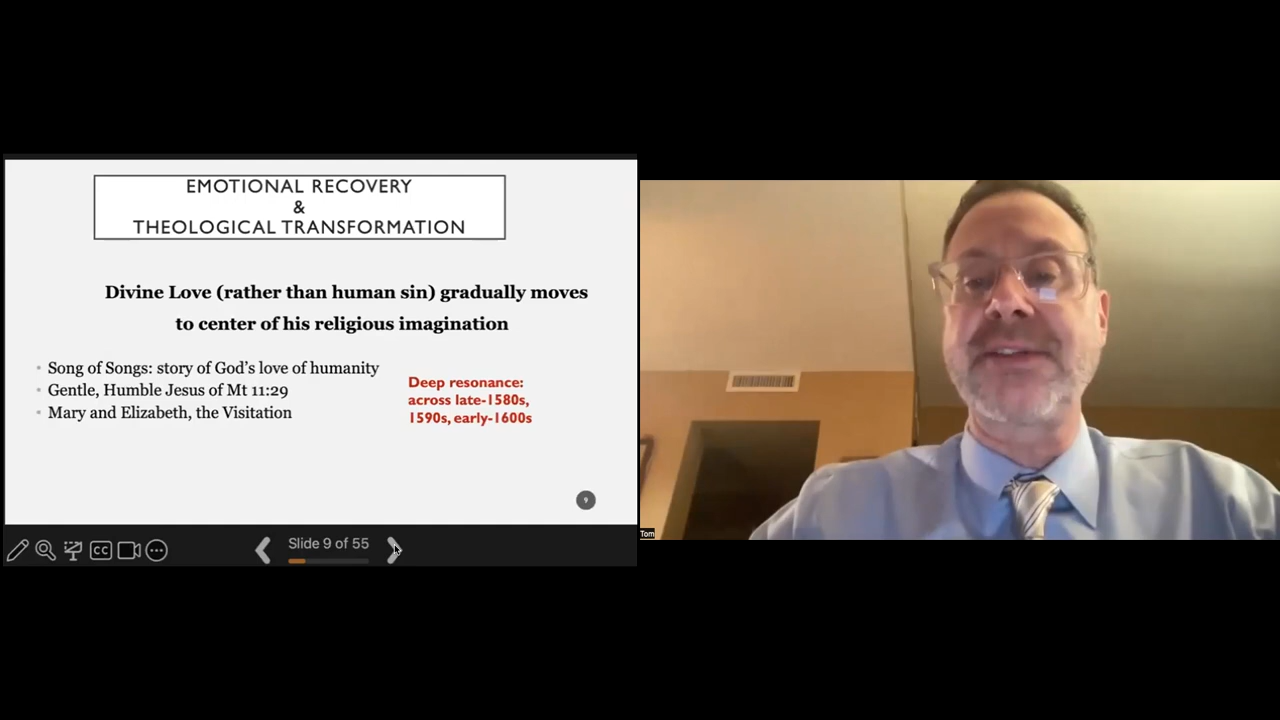 EMOTIONAL RECOVERY
&
THEOLOGICAL TRANSFORMATION
Divine Love (rather than human sin) gradually moves
to center of his religious imagination
Song of Songs: story of God’s love of humanity
Gentle, Humble Jesus of Mt 11:29
Mary and Elizabeth, the Visitation
Deep resonance:
across late-1580s,
1590s, early-1600s
9
CC
Slide 9 of 55
Tom